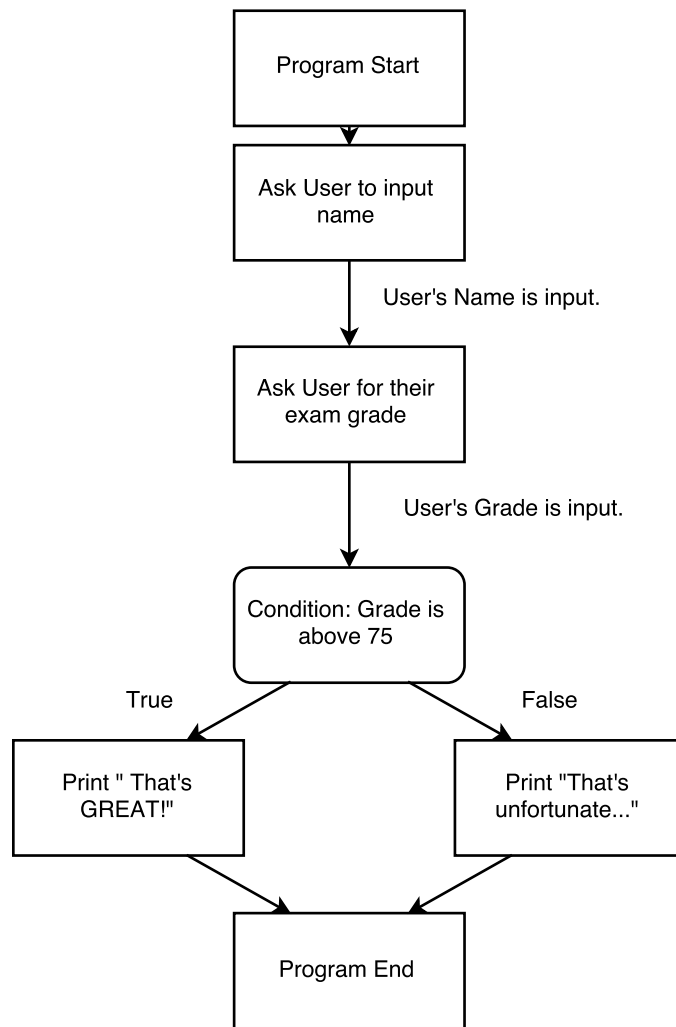 Program Start
Ask User to input
name
User's Name is input.
Ask User for their
exam grade
User's Grade is input.
Condition: Grade is
above 75
True
False
Print " That's
GREAT!"
Print "That's
unfortunate..."
Program End